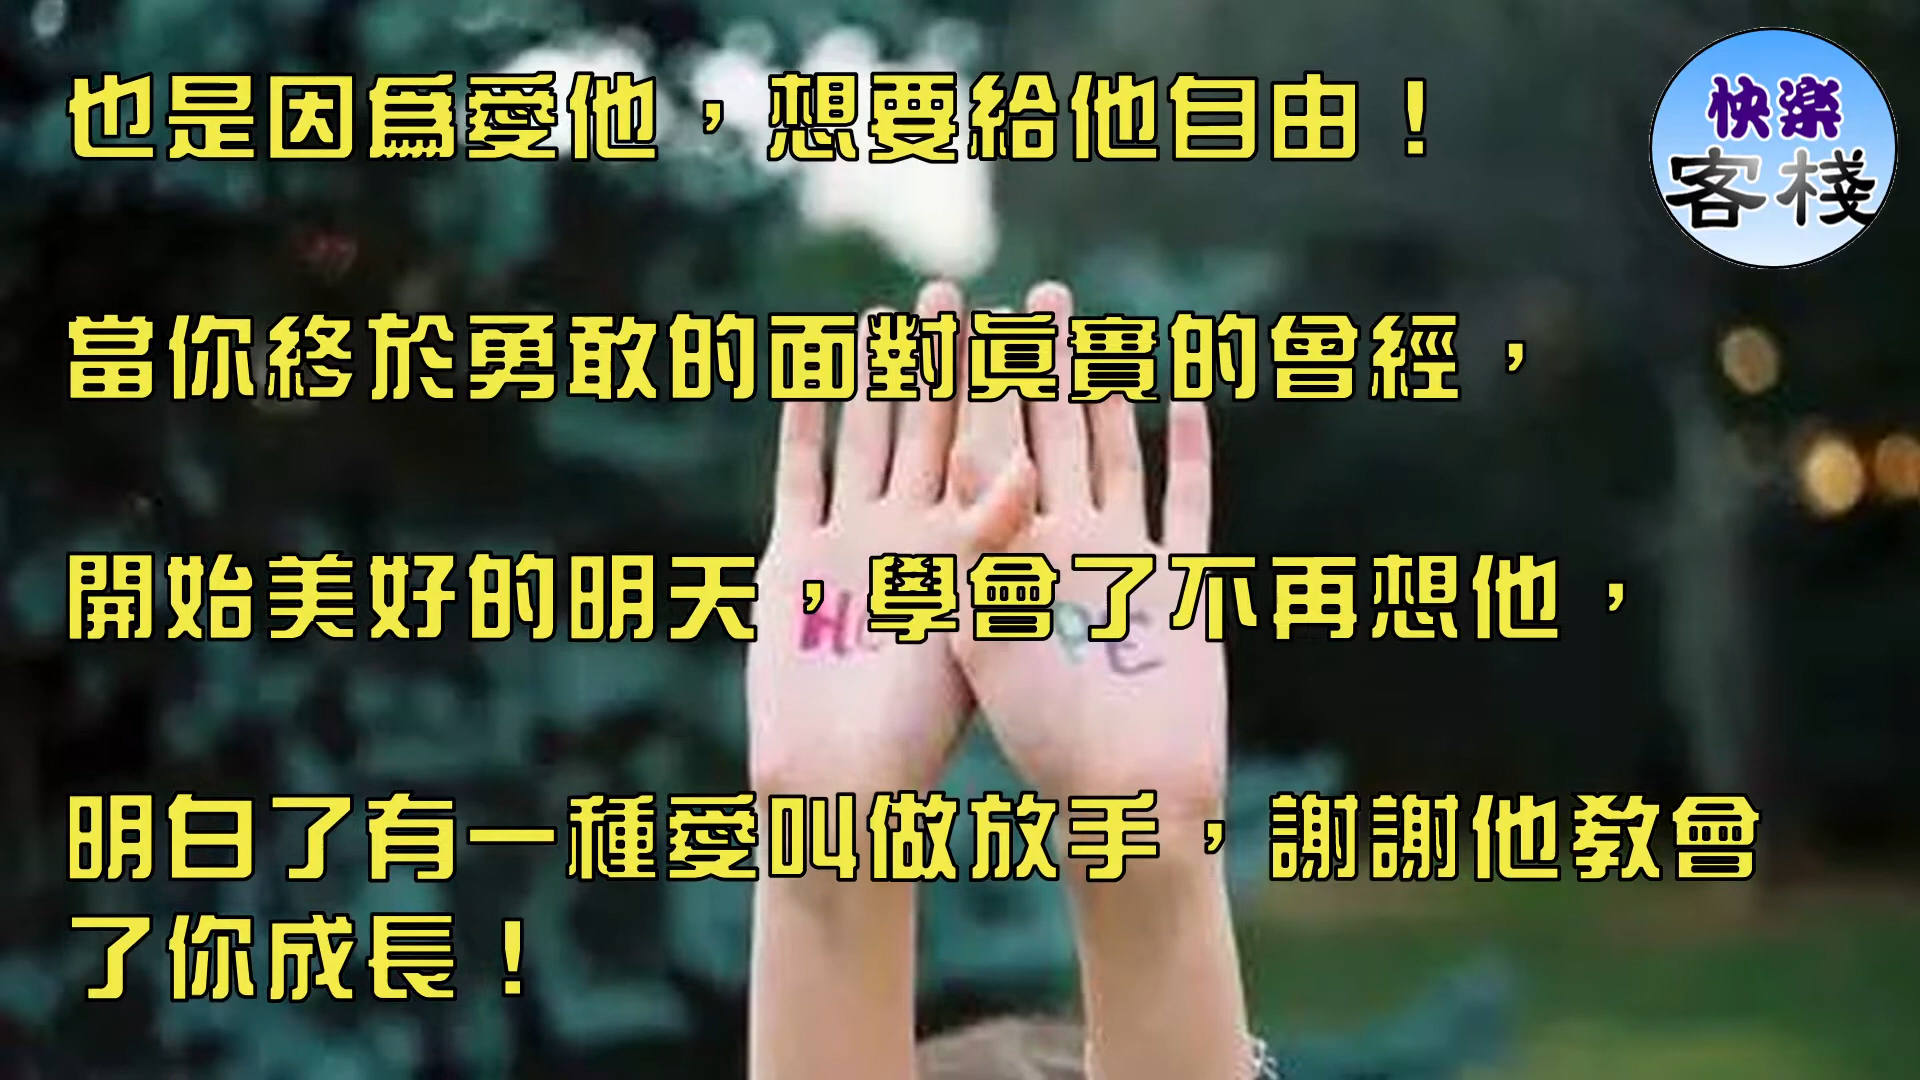 也是因為愛他，想要給他自由！
快楽
客棧
當你終於勇敢的面對真實的曾經，
開始美好的明天，學會了不再想他，
明白了有一種愛叫做放手，謝謝他教會
了你成長！